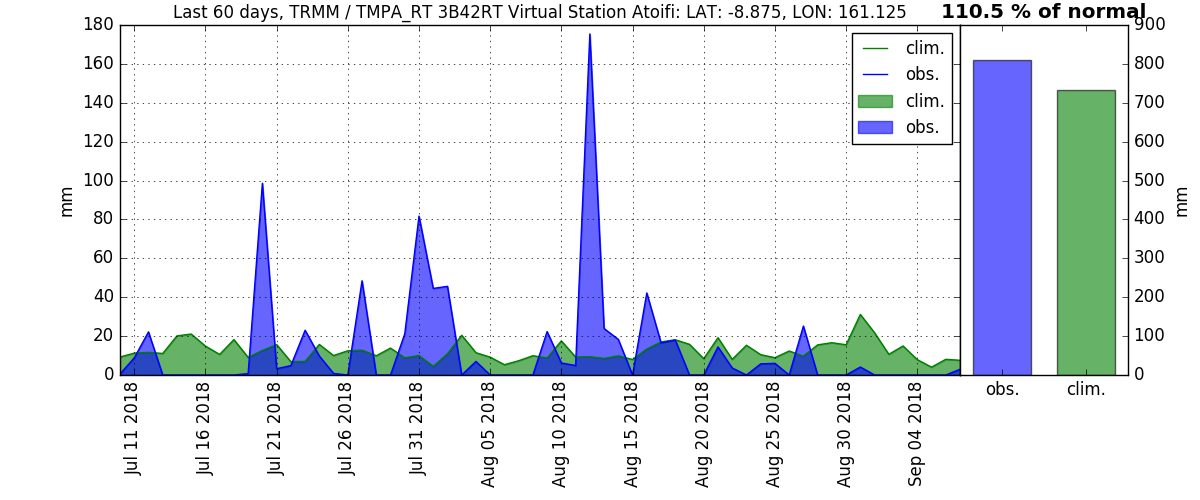 Last 60 days, TRMM / TMPA_RT 3B42RT Virtual Station Atoifi: LAT: -8.875, LON: 161.125
110.5 % of normal
180
160
140
120
100
80
60
40
20
0
mm
clim.
obs.
clim.
obs.
900
800
700
600
500
400
300
200
100
0
mm
Jul 11 2018
Jul 16 2018
Jul 21 2018
Jul 26 2018
Jul 31 2018
Aug 05 2018
Aug 10 2018
Aug 15 2018
Aug 20 2018
Aug 25 2018
Aug 30 2018
Sep 04 2018
obs.
clim.